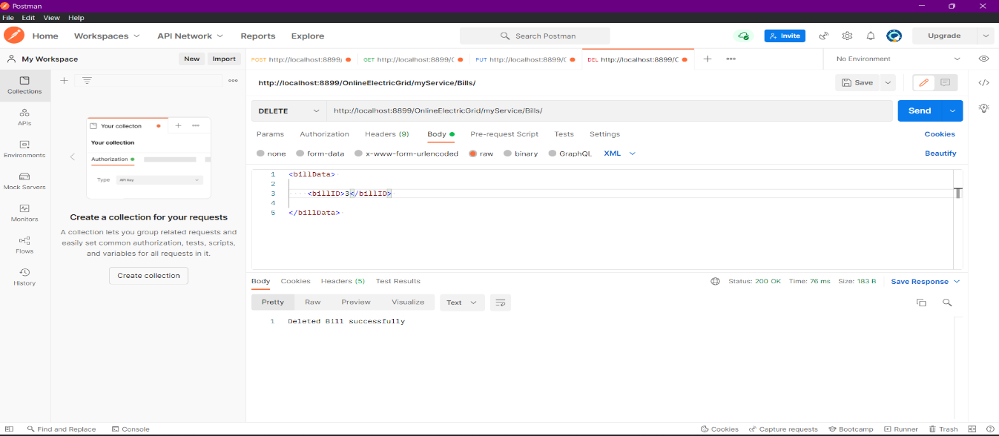 Postman
File Edit View Help
Home Workspaces API Network Reports Explore Search Postman Invite Upgrade
My Workspace New Import POST http://localhost:8899/ GET http://localhost:8899/( PUT http://localhost:8899/( DEL http://localhost:8899/( No Environment
Collections
APIs
Environments
Mock Servers
Monitors
Flows
History
Your collecton
Your collection
Authorization
Type API Key
Create a collection for your requests
A collection lets you group related requests and
easily set common authorization, tests, scripts,
and variables for all requests in it.
Create collection
http://localhost:8899/OnlineElectricGrid/myService/Bills/ Save
DELETE http://localhost:8899/OnlineElectricGrid/myService/Bills/ Send
Params Authorization Headers (9) Body Pre-request Script Tests Settings Cookies
none form-data x-www-form-urlencoded raw binary GraphQL XML Beautify
1 <billData>
2
3 <billID>3</billID>
4
5 </billData>
Body Cookies Headers (5) Test Results Status: 200 OK Time: 76 ms Size: 183 B Save Response
Pretty Raw Preview Visualize Text
1 Deleted Bill successfully
Find and Replace Console Cookies Capture requests Bootcamp Runner Trash